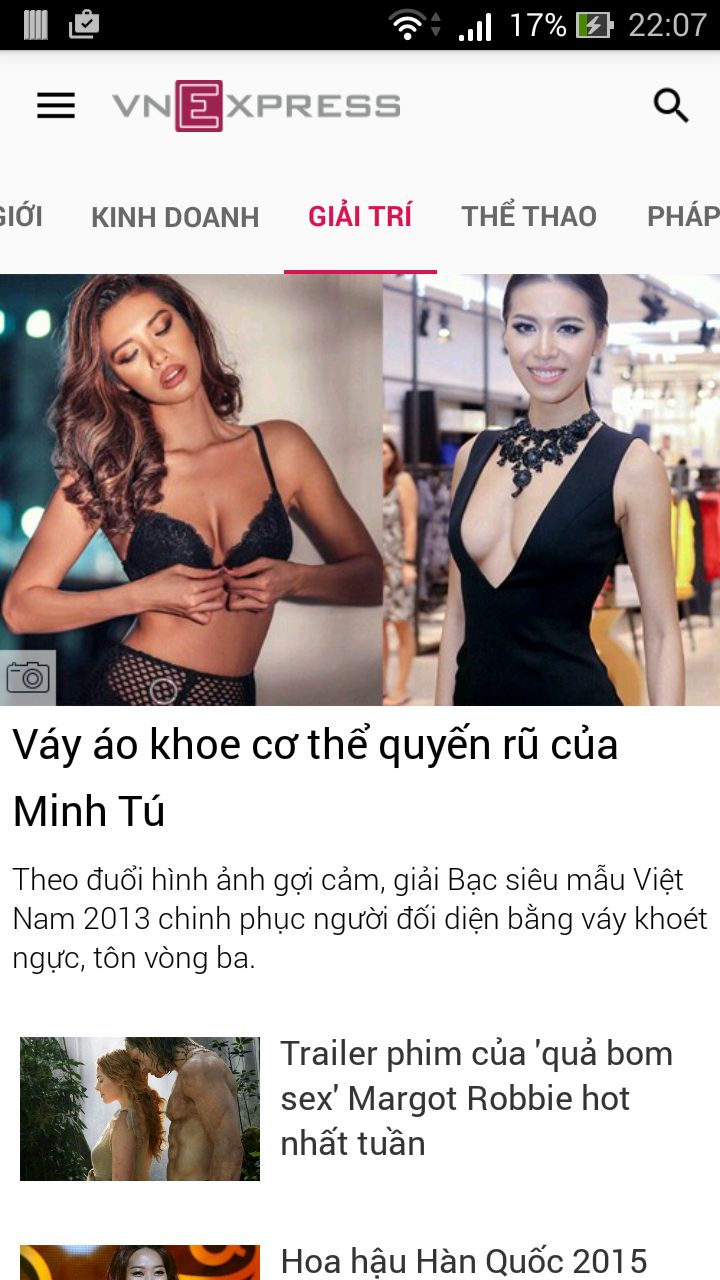 17% 22:07
VNEXPRESS
GIỚI KINH DOANH GIẢI TRÍ THỂ THAO PHÁP
Váy áo khoe cơ thể quyến rũ của
Minh Tú
Theo đuổi hình ảnh gợi cảm, giải Bạc siêu mẫu Việt
Nam 2013 chinh phục người đối diện bằng váy khoét
ngực, tôn vòng ba.
Trailer phim của 'quả bom
sex' Margot Robbie hot
nhất tuần
Hoa hậu Hàn Quốc 2015